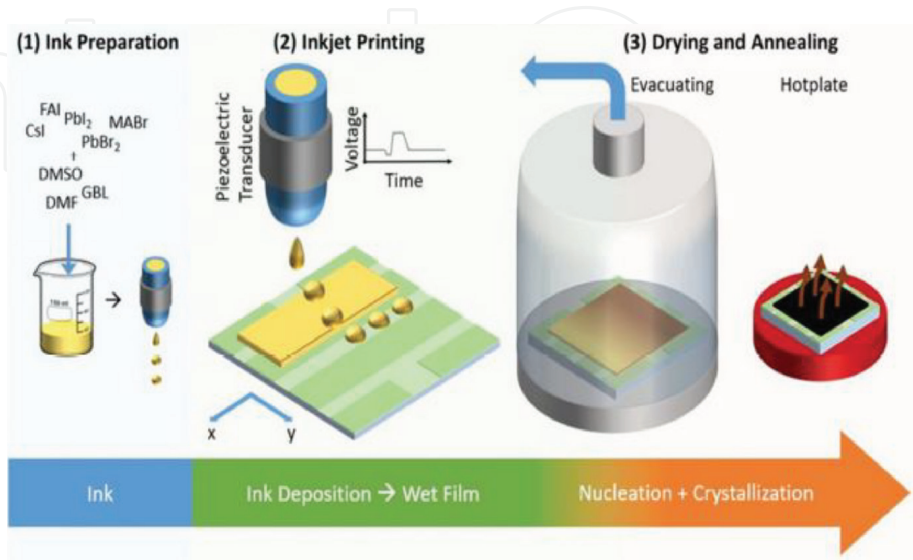 (1) Ink Preparation
FAI PbI₂ MABr
CsI PbBr₂
+
DMSO
DMF GBL
(2) Inkjet Printing
Piezoelectric
Transducer
Voltage
Time
x y
(3) Drying and Annealing
Evacuating Hotplate
Ink
Ink Deposition → Wet Film
Nucleation + Crystallization